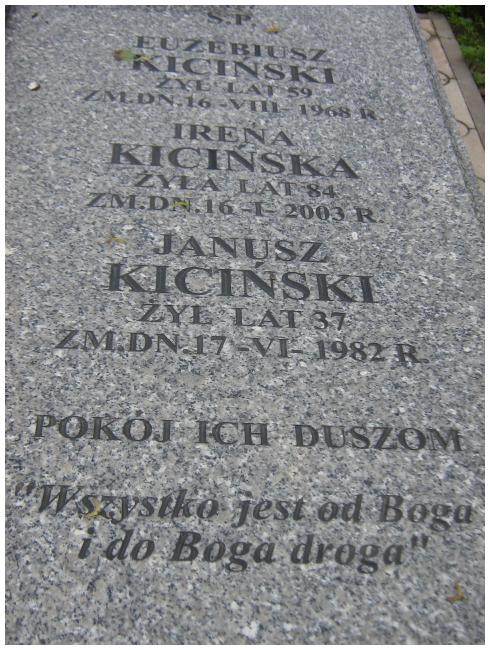 Ś.P.
EUZEBIUSZ
KICIŃSKI
ŻYŁ LAT 59
ZM.DN.16 -VIII- 1968 R.
IRENA
KICIŃSKA
ŻYŁA LAT 84
ZM.DN.16 -I- 2003 R.
JANUSZ
KICIŃSKI
ŻYŁ LAT 37
ZM.DN.17 -VI- 1982 R.
POKÓJ ICH DUSZOM
"Wszystko jest od Boga
i do Boga droga"